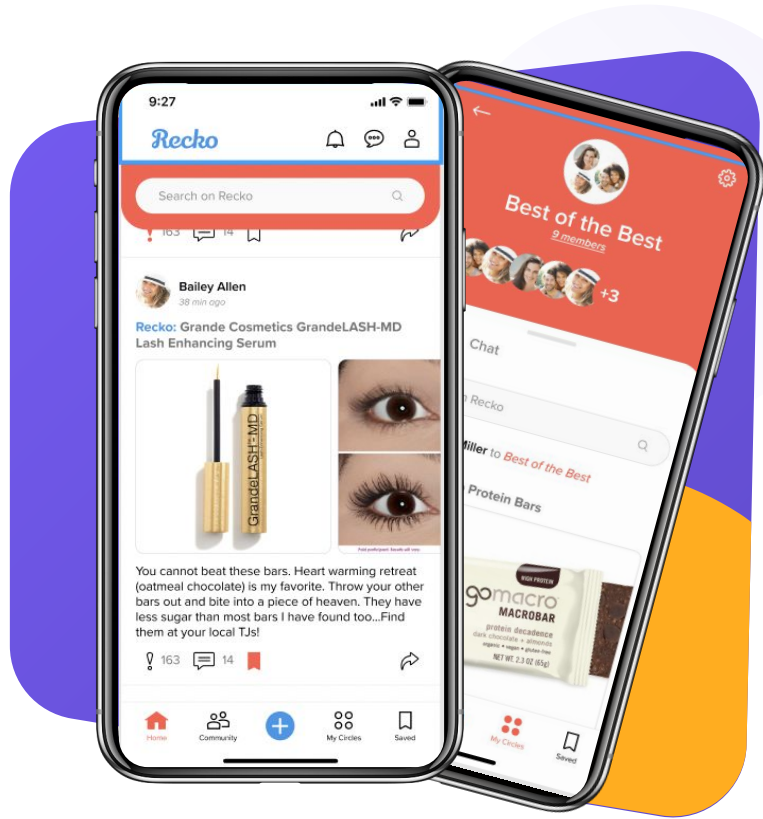 9:27
Recko
Search on Recko
163
14
Bailey Allen
38 min ago
Recko: Grande Cosmetics GrandeLASH-MD
Lash Enhancing Serum
GrandeLASH-MD
You cannot beat these bars. Heart warming retreat
(oatmeal chocolate) is my favorite. Throw your other
bars out and bite into a piece of heaven. They have
less sugar than most bars I have found too...Find
them at your local TJs!
163
14
Home
Community
My Circles
Saved
Best of the Best
9 members
+3
Chat
Recko
to Best of the Best
Protein Bars
HIGH PROTEIN
gomacro
MACROBAR
protein decadence
dark chocolate + almonds
organic • vegan • gluten-free
NET WT. 2.3 OZ (65g)
My Circles
Saved